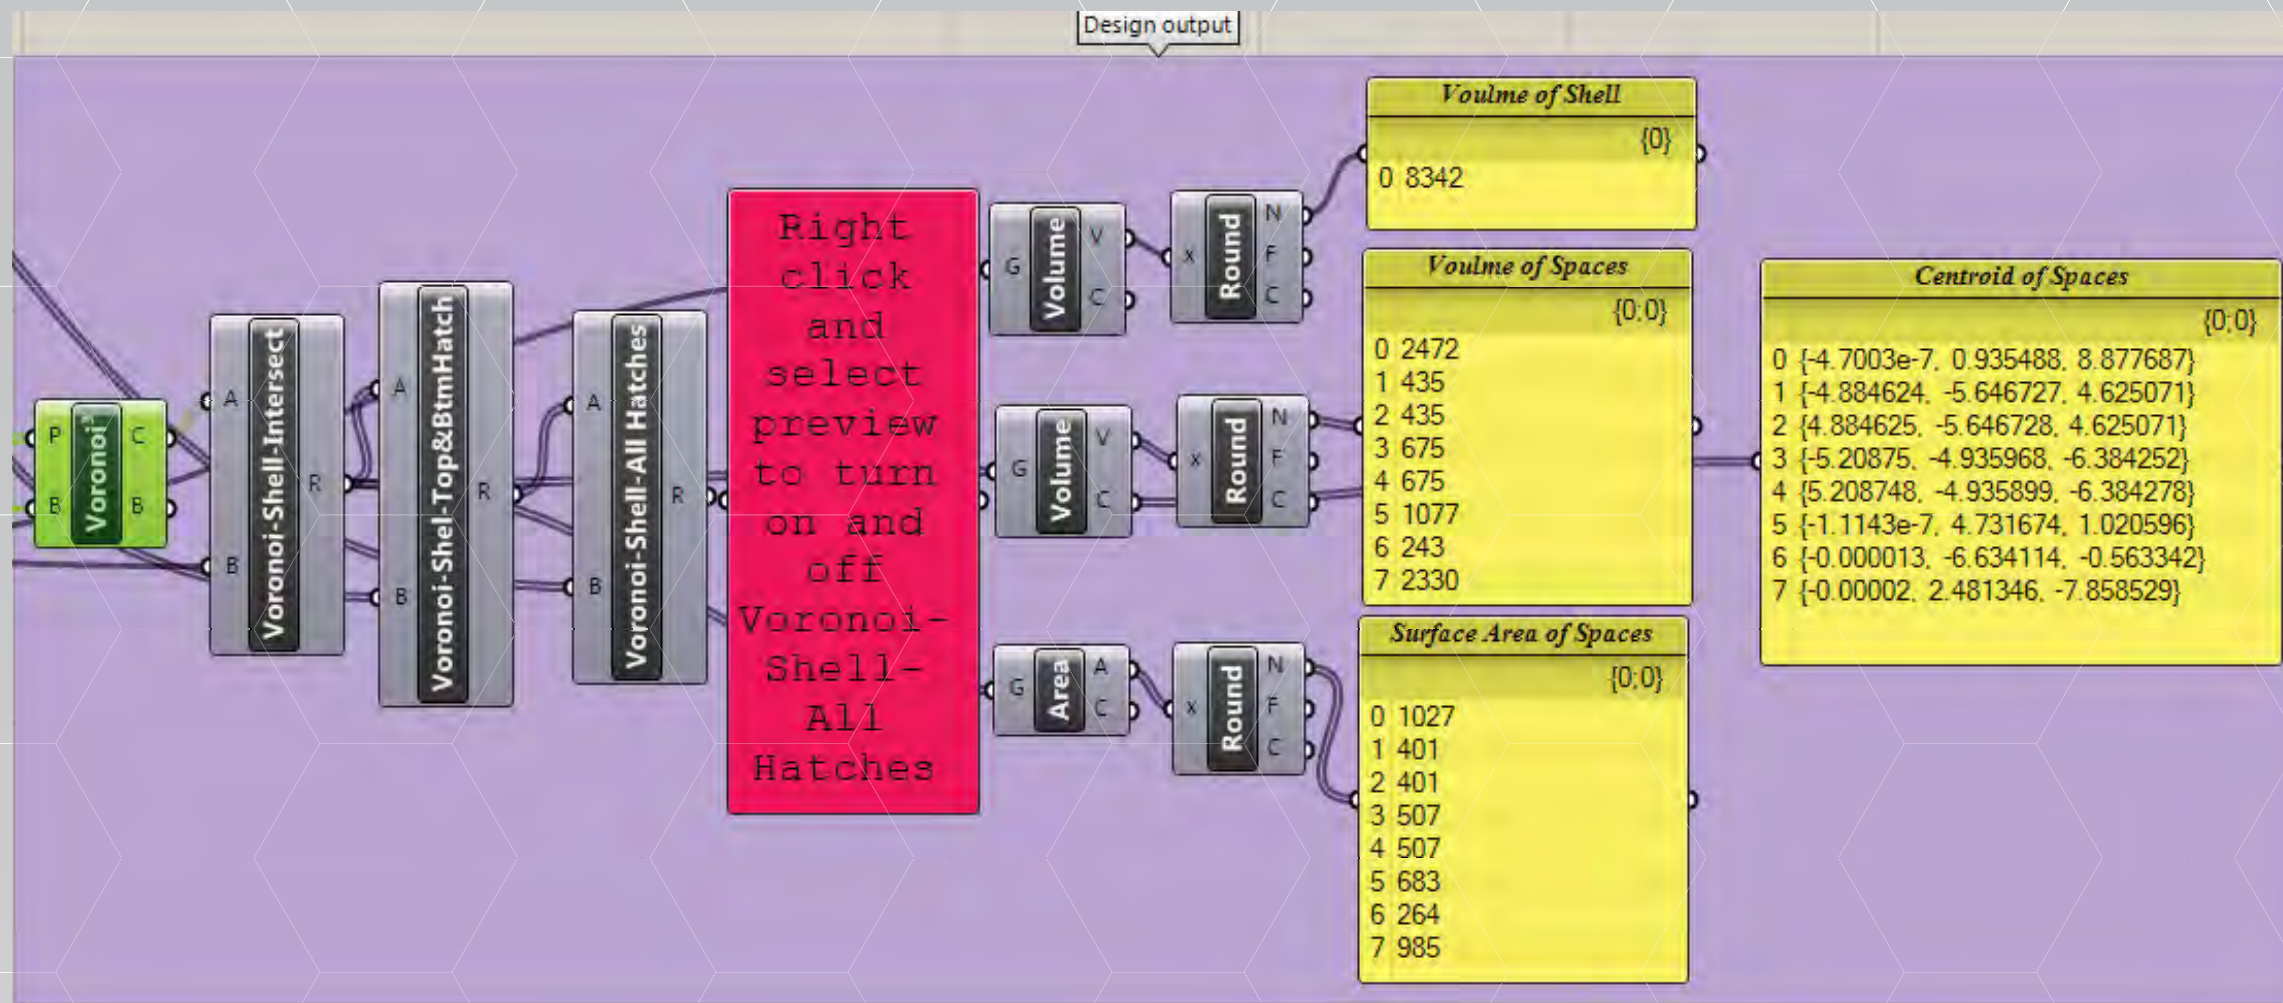 Design output
P
B
Voronoi³
C
B
A
B
Voronoi-Shell-Intersect
R
A
B
Voronoi-Shel-Top&BtmHatch
R
A
B
Voronoi-Shell-All Hatches
R
Right
click
and
select
preview
to turn
on and
off
Voronoi-
Shell-
All
Hatches
G
Volume
V
C
x
Round
N
F
C
Voulme of Shell
{0}
0 8342
G
Volume
V
C
x
Round
N
F
C
Voulme of Spaces
{0;0}
0 2472
1 435
2 435
3 675
4 675
5 1077
6 243
7 2330
Centroid of Spaces
{0;0}
0 {-4.7003e-7, 0.935488, 8.877687}
1 {-4.884624, -5.646727, 4.625071}
2 {4.884625, -5.646728, 4.625071}
3 {-5.20875, -4.935968, -6.384252}
4 {5.208748, -4.935899, -6.384278}
5 {-1.1143e-7, 4.731674, 1.020596}
6 {-0.000013, -6.634114, -0.563342}
7 {-0.00002, 2.481346, -7.858529}
G
Area
A
C
x
Round
N
F
C
Surface Area of Spaces
{0;0}
0 1027
1 401
2 401
3 507
4 507
5 683
6 264
7 985